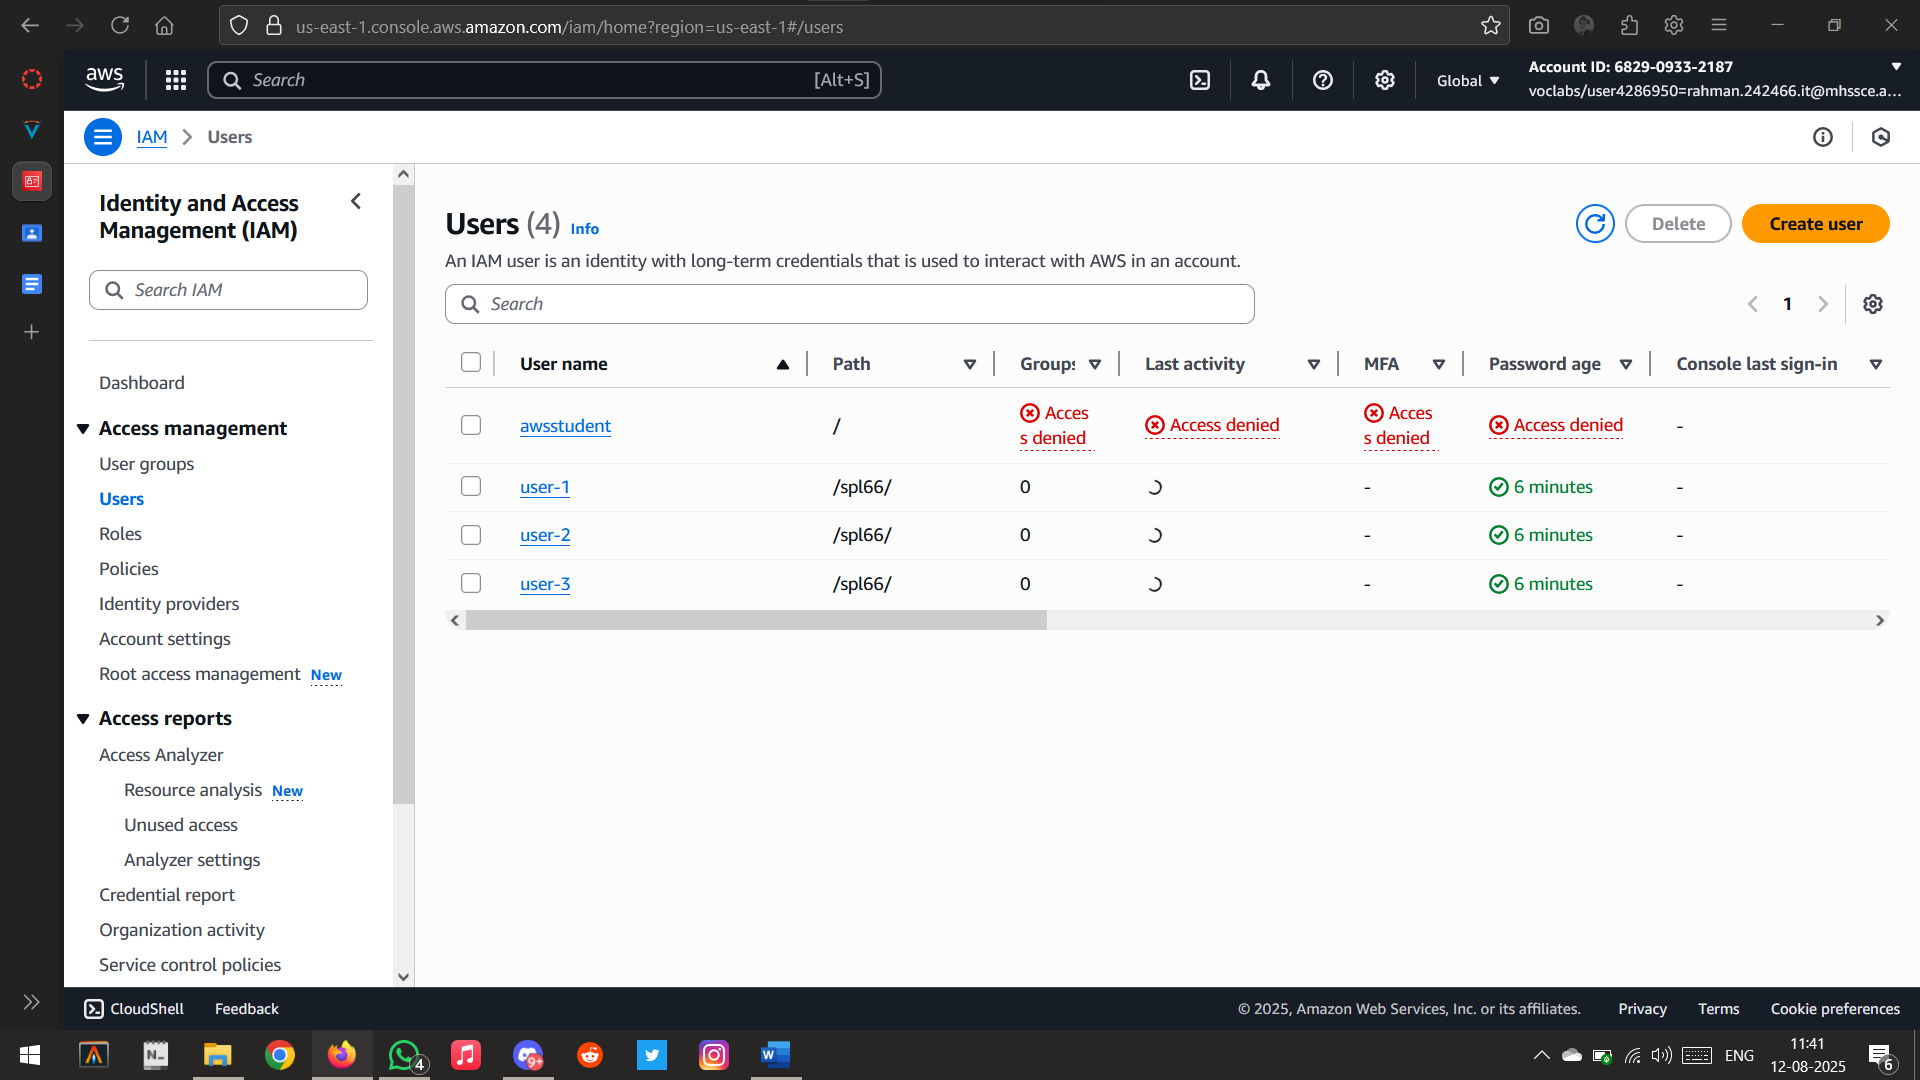 us-east-1.console.aws.amazon.com/iam/home?region=us-east-1#/users
aws
Search
[Alt+S]
Global
Account ID: 6829-0933-2187
voclabs/user4286950=rahman.242466.it@mhssce.a...
IAM
Users
Identity and Access
Management (IAM)
Search IAM
Dashboard
Access management
User groups
Users
Roles
Policies
Identity providers
Account settings
Root access management New
Access reports
Access Analyzer
Resource analysis New
Unused access
Analyzer settings
Credential report
Organization activity
Service control policies
Users (4) Info
Delete
Create user
An IAM user is an identity with long-term credentials that is used to interact with AWS in an account.
Search
1
User name Path Groups Last activity MFA Password age Console last sign-in
awsstudent / Access denied Access denied Access denied Access denied -
user-1 /spl66/ 0 - 6 minutes -
user-2 /spl66/ 0 - 6 minutes -
user-3 /spl66/ 0 - 6 minutes -
CloudShell Feedback © 2025, Amazon Web Services, Inc. or its affiliates. Privacy Terms Cookie preferences
N_
4
9+
W
ENG
11:41
12-08-2025
6